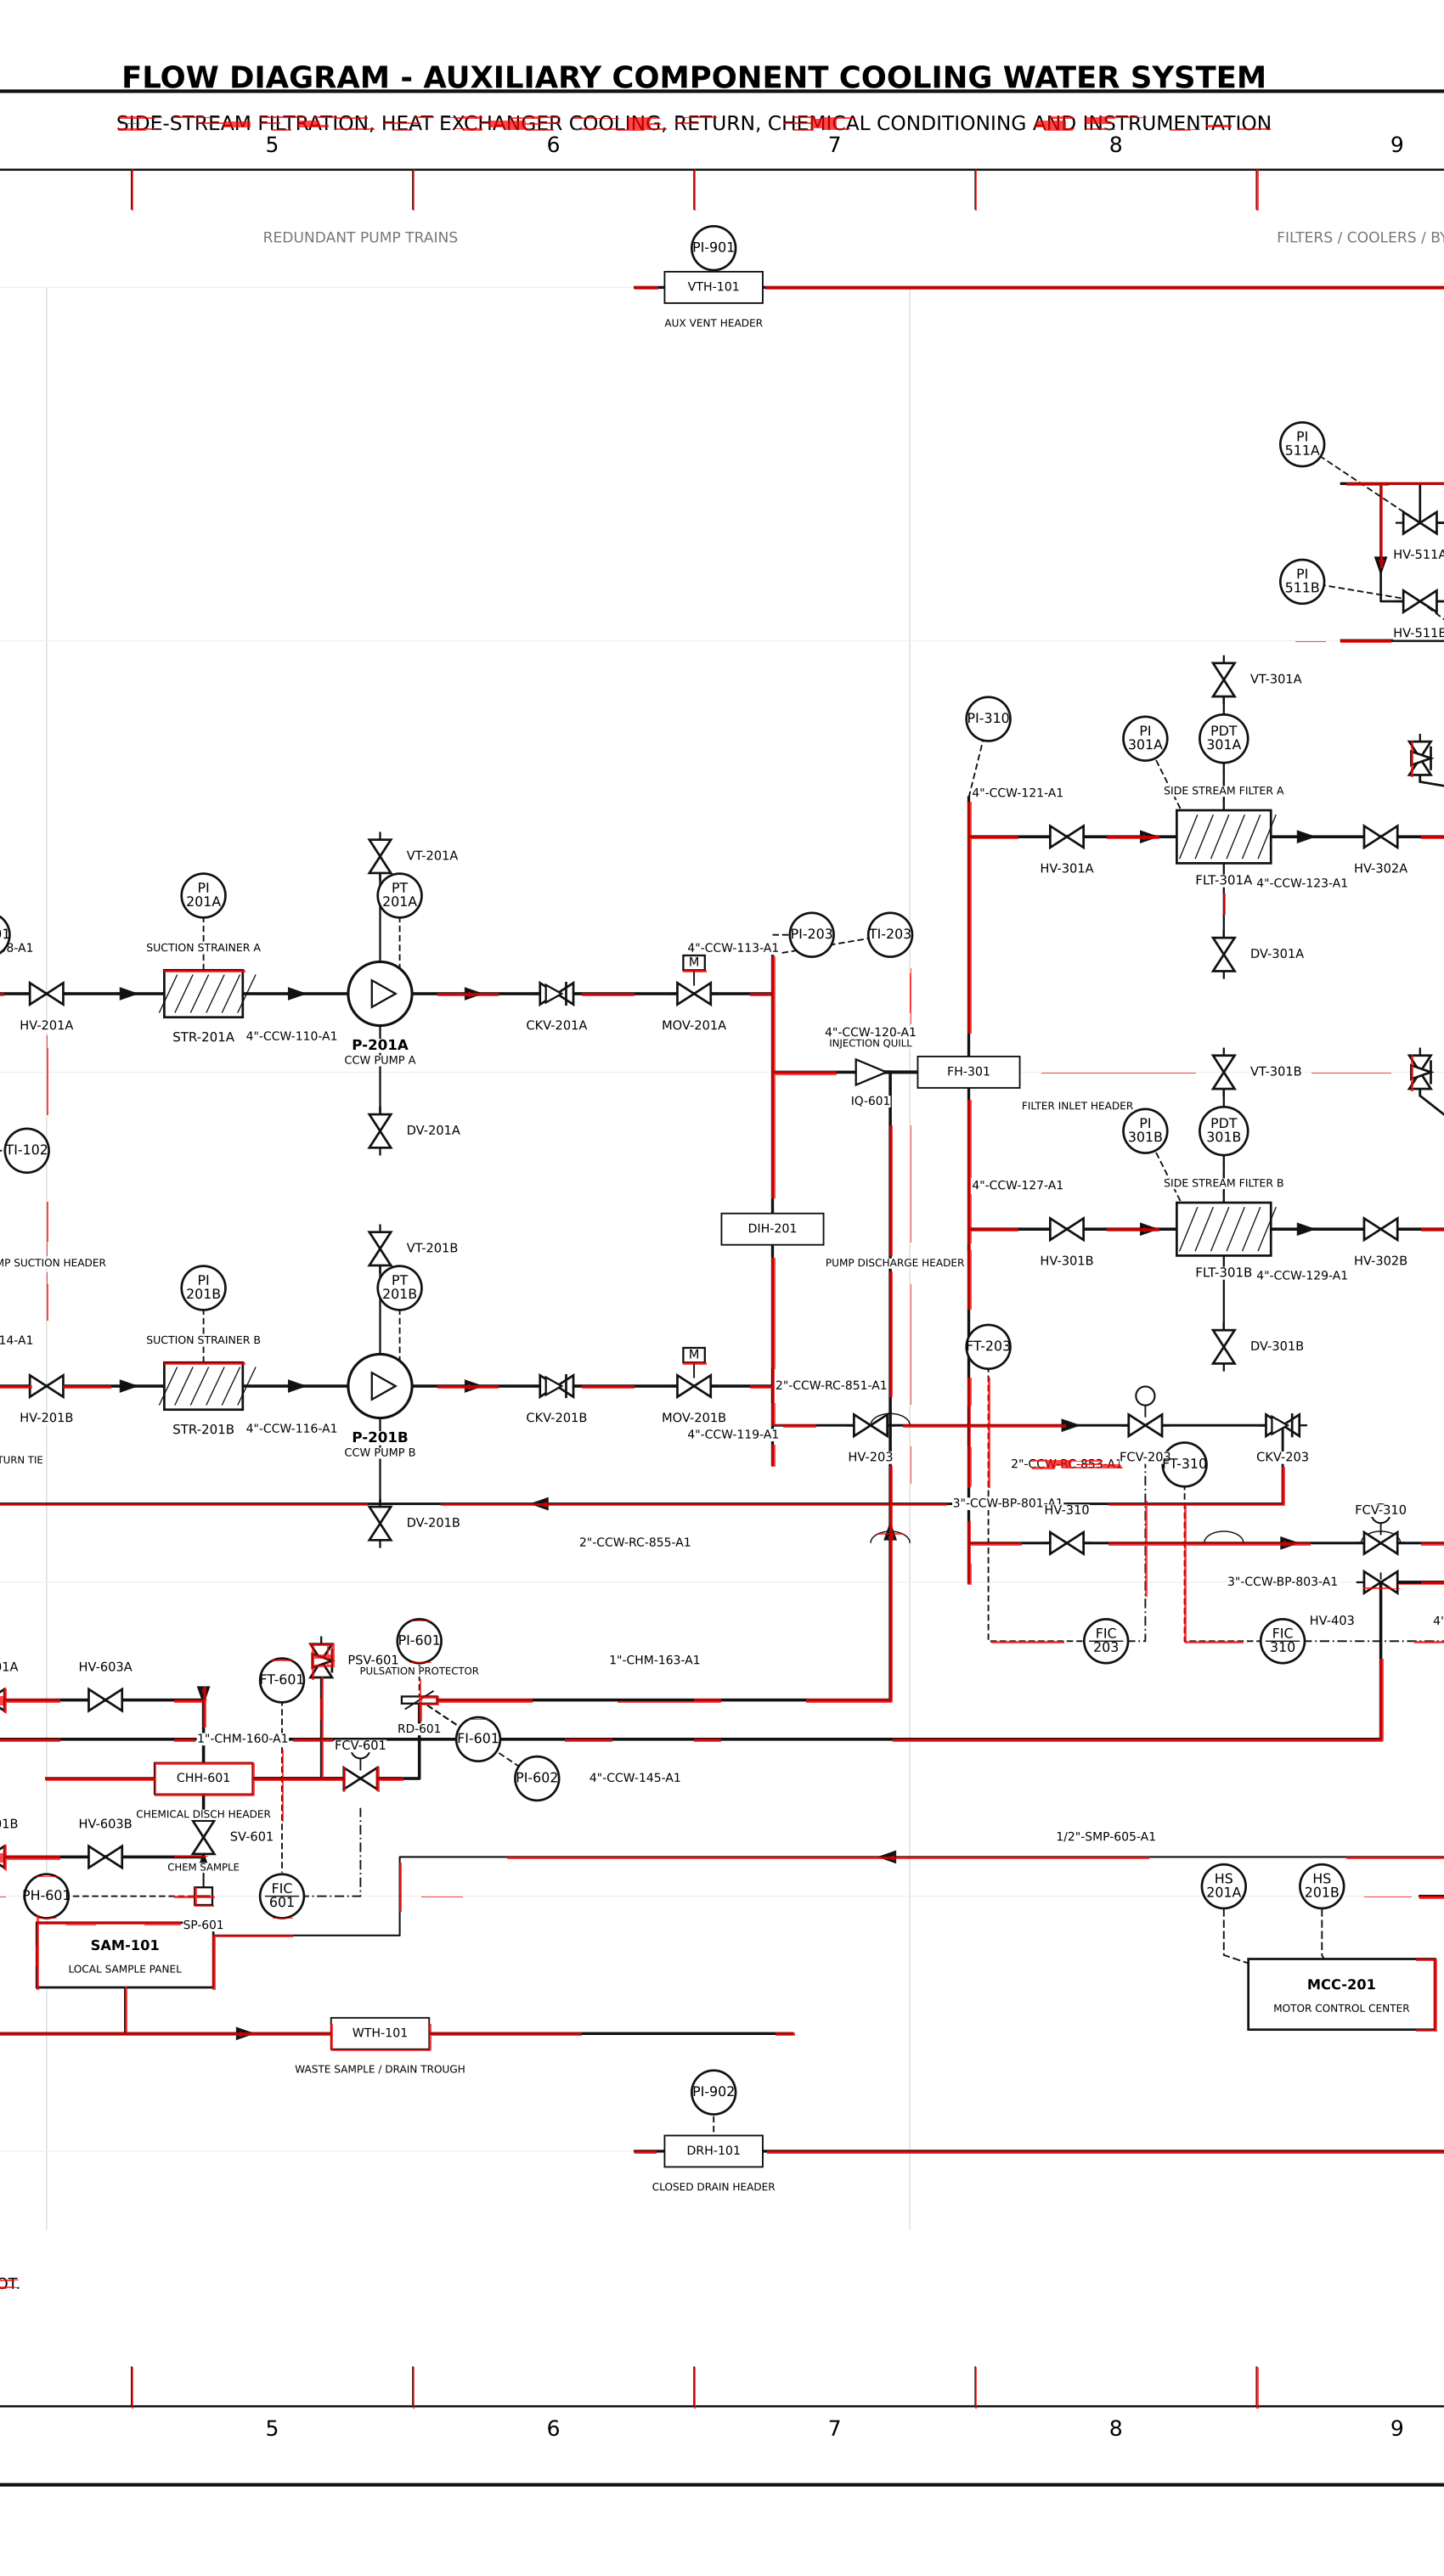 FLOW DIAGRAM - AUXILIARY COMPONENT COOLING WATER SYSTEM
SIDE-STREAM FILTRATION, HEAT EXCHANGER COOLING, RETURN, CHEMICAL CONDITIONING AND INSTRUMENTATION
5 6 7 8 9
REDUNDANT PUMP TRAINS
FILTERS / COOLERS / BY
PI-901
VTH-101
AUX VENT HEADER
PI
511A
HV-511A
PI
511B
HV-511B
VT-301A
PI-310
PI
301A
PDT
301A
4"-CCW-121-A1
SIDE STREAM FILTER A
HV-301A
HV-302A
FLT-301A
4"-CCW-123-A1
DV-301A
VT-201A
PI
201A
PT
201A
8-A1
SUCTION STRAINER A
4"-CCW-113-A1
PI-203
TI-203
M
HV-201A
STR-201A
4"-CCW-110-A1
P-201A
CCW PUMP A
CKV-201A
MOV-201A
4"-CCW-120-A1
INJECTION QUILL
IQ-601
FH-301
FILTER INLET HEADER
VT-301B
DV-201A
TI-102
PI
301B
PDT
301B
4"-CCW-127-A1
SIDE STREAM FILTER B
DIH-201
VT-201B
MP SUCTION HEADER
PUMP DISCHARGE HEADER
HV-301B
HV-302B
FLT-301B
4"-CCW-129-A1
PI
201B
PT
201B
14-A1
SUCTION STRAINER B
M
FT-203
DV-301B
2"-CCW-RC-851-A1
HV-201B
STR-201B
4"-CCW-116-A1
P-201B
CCW PUMP B
CKV-201B
MOV-201B
4"-CCW-119-A1
HV-203
2"-CCW-RC-853-A1
FCV-203
FT-310
CKV-203
TURN TIE
3"-CCW-BP-801-A1
HV-310
FCV-310
DV-201B
2"-CCW-RC-855-A1
3"-CCW-BP-803-A1
HV-403
4"
FIC
203
FIC
310
PI-601
01A
HV-603A
FT-601
PSV-601
PULSATION PROTECTOR
1"-CHM-163-A1
RD-601
1"-CHM-160-A1
FCV-601
FI-601
CHH-601
PI-602
4"-CCW-145-A1
CHEMICAL DISCH HEADER
01B
HV-603B
SV-601
1/2"-SMP-605-A1
CHEM SAMPLE
PH-601
FIC
601
HS
201A
HS
201B
SP-601
SAM-101
LOCAL SAMPLE PANEL
MCC-201
MOTOR CONTROL CENTER
WTH-101
WASTE SAMPLE / DRAIN TROUGH
PI-902
DRH-101
CLOSED DRAIN HEADER
OT.
5 6 7 8 9